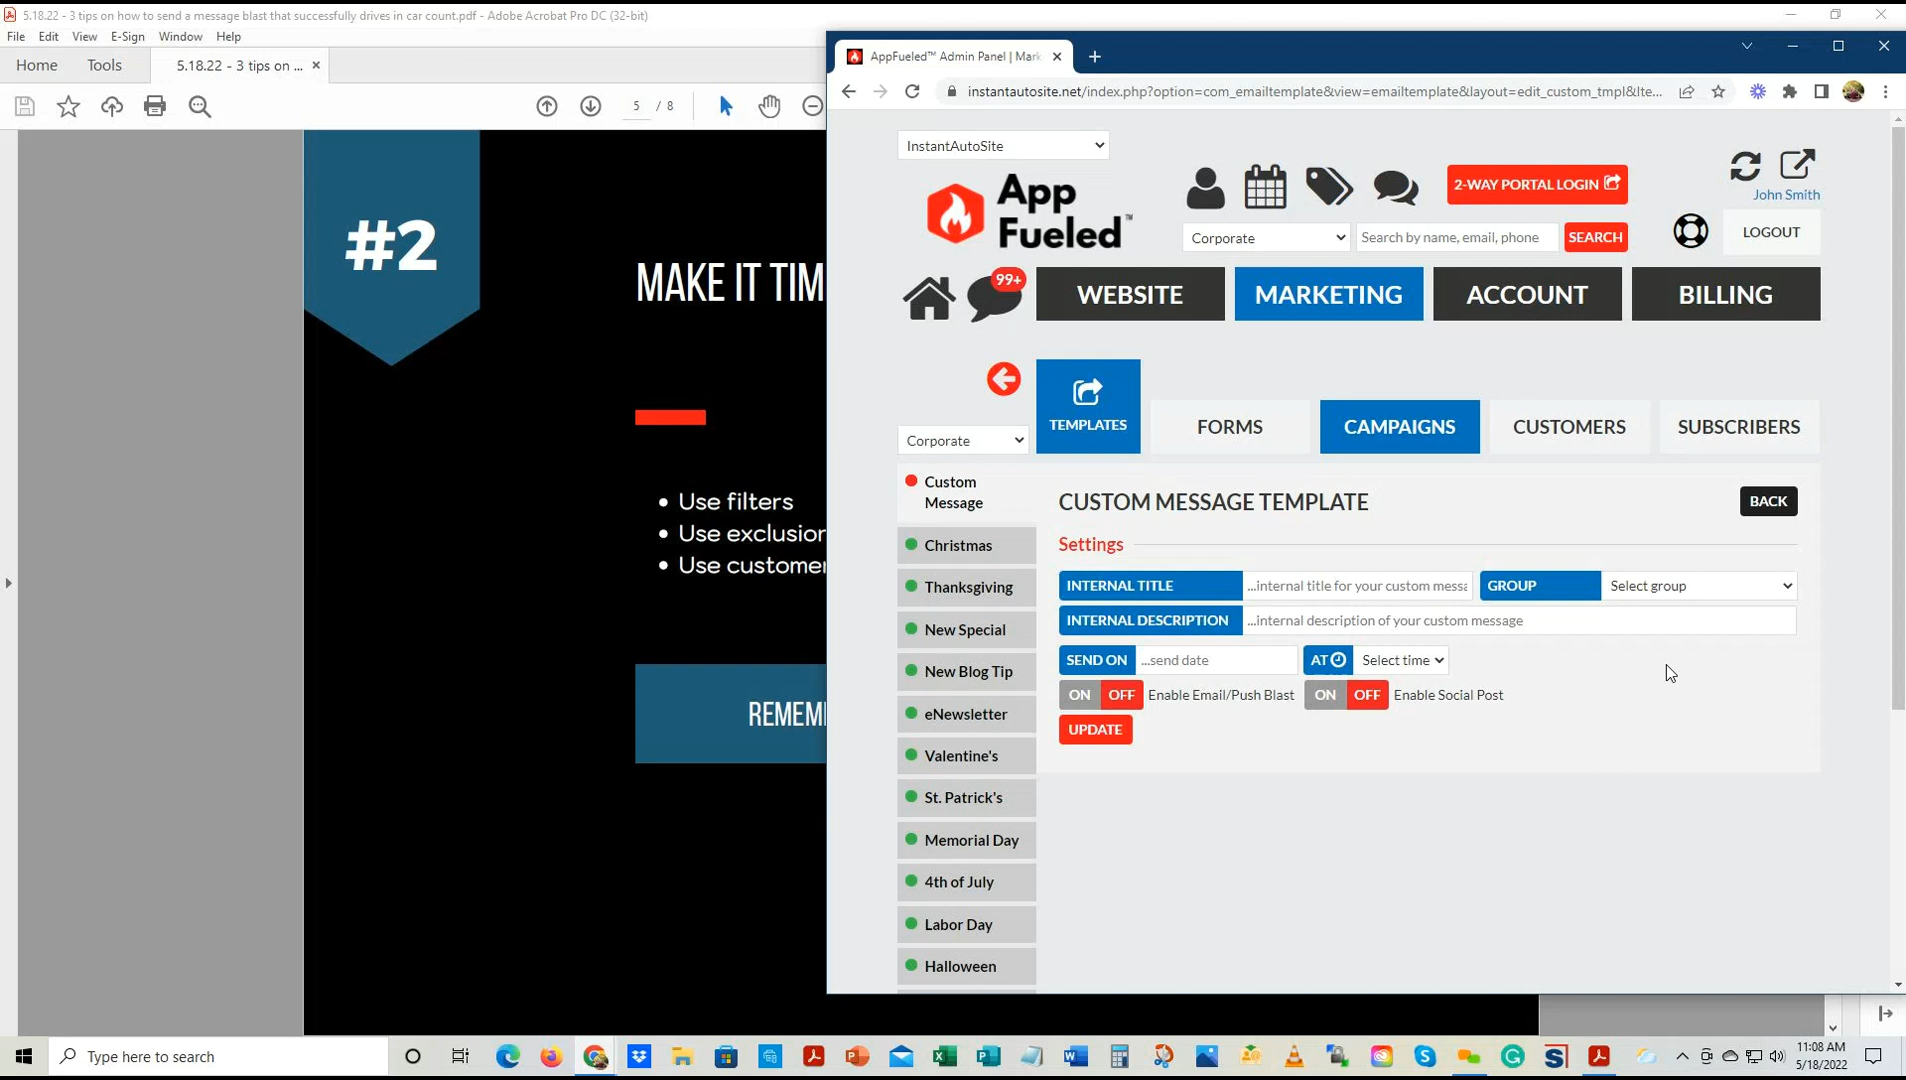 5.18.22 - 3 tips on how to send a message blast that successfully drives in car count.pdf - Adobe Acrobat Pro DC (32-bit)
File Edit View E-Sign Window Help
Home Tools 5.18.22 - 3 tips on ...
5 / 8
#2
MAKE IT TIM
Use filters
Use exclusion
Use customer
REMEM
AppFueled™ Admin Panel | Mark
instantautosite.net/index.php?option=com_emailtemplate&view=emailtemplate&layout=edit_custom_tmpl&lte...
InstantAutoSite
App Fueled™
2-WAY PORTAL LOGIN
John Smith
Corporate
Search by name, email, phone
SEARCH
LOGOUT
99+
WEBSITE
MARKETING
ACCOUNT
BILLING
TEMPLATES
FORMS
CAMPAIGNS
CUSTOMERS
SUBSCRIBERS
Corporate
Custom Message
Christmas
Thanksgiving
New Special
New Blog Tip
eNewsletter
Valentine's
St. Patrick's
Memorial Day
4th of July
Labor Day
Halloween
CUSTOM MESSAGE TEMPLATE
BACK
Settings
INTERNAL TITLE ...internal title for your custom messa GROUP Select group
INTERNAL DESCRIPTION ...internal description of your custom message
SEND ON ...send date AT Select time
ON OFF Enable Email/Push Blast ON OFF Enable Social Post
UPDATE
Type here to search
11:08 AM
5/18/2022